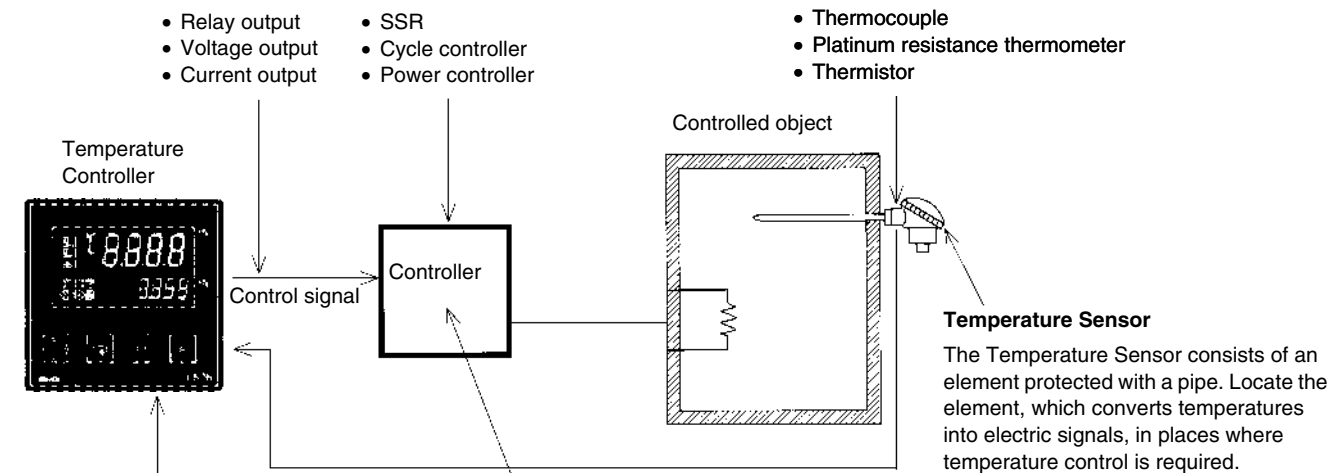 • Relay output
• Voltage output
• Current output
• SSR
• Cycle controller
• Power controller
• Thermocouple
• Platinum resistance thermometer
• Thermistor
Controlled object
Temperature
Controller
Controller
Control signal
Temperature Sensor
The Temperature Sensor consists of an
element protected with a pipe. Locate the
element, which converts temperatures
into electric signals, in places where
temperature control is required.